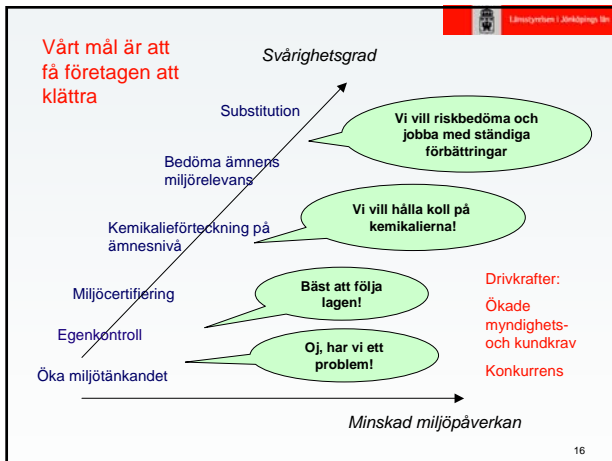 Länsstyrelsen i Jönköpings län
Vårt mål är att
få företagen att
klättra
Svårighetsgrad
Substitution
Vi vill riskbedöma och
jobba med ständiga
förbättringar
Bedöma ämnens
miljörelevans
Vi vill hålla koll på
kemikalierna!
Kemikalieförteckning på
ämnesnivå
Miljöcertifiering
Bäst att följa
lagen!
Egenkontroll
Oj, har vi ett
problem!
Öka miljötänkandet
Drivkrafter:
Ökade
myndighets-
och kundkrav
Konkurrens
Minskad miljöpåverkan
16